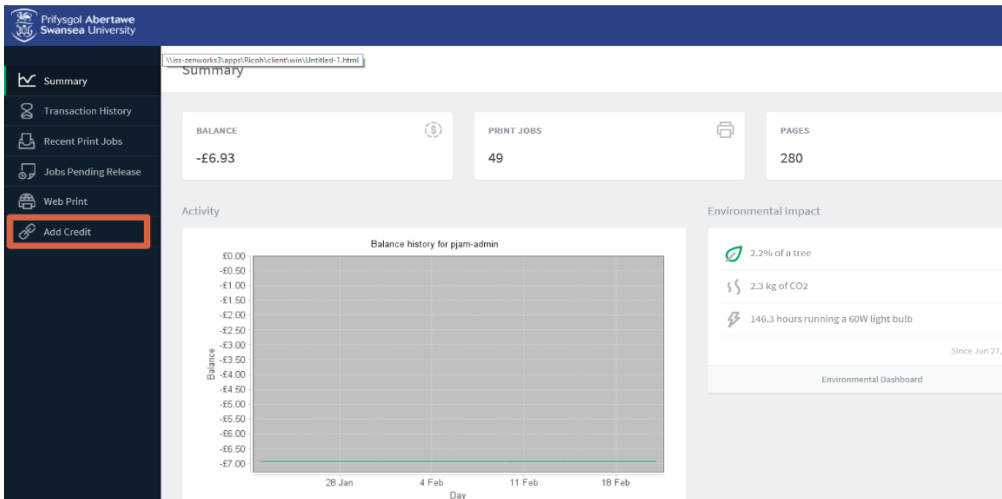 Prifysgol Abertawe
Swansea University
\\iss-zenworks3\apps\Ricoh\client\win\Untitled-1.html
Summary
Summary
Transaction History
Recent Print Jobs
Jobs Pending Release
Web Print
Add Credit
BALANCE
-£6.93
PRINT JOBS
49
PAGES
280
Activity
Balance history for pjam-admin
£0.00
-£0.50
-£1.00
-£1.50
-£2.00
-£2.50
-£3.00
-£3.50
-£4.00
-£4.50
-£5.00
-£5.50
-£6.00
-£6.50
-£7.00
Balance
28 Jan 4 Feb 11 Feb 18 Feb
Day
Environmental Impact
2.2% of a tree
2.3 kg of CO2
146.3 hours running a 60W light bulb
Since Jun 27,
Environmental Dashboard